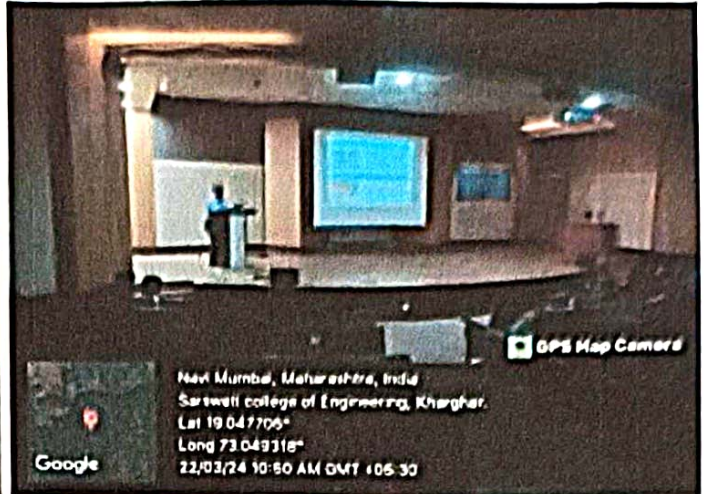 GPS Map Camera
Navi Mumbai, Maharashtra, India
Saraswati college of Engineering, Kharghar.
Lat 19.047706°
Long 73.049318°
22/03/24 10:50 AM GMT +05:30
Google